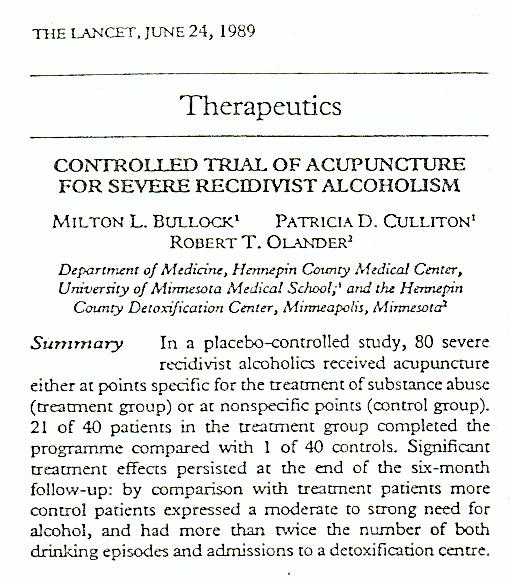 THE LANCET, JUNE 24, 1989
Therapeutics
CONTROLLED TRIAL OF ACUPUNCTURE
FOR SEVERE RECIDIVIST ALCOHOLISM
MILTON L. BULLOCK¹ PATRICIA D. CULLITON¹
ROBERT T. OLANDER²
Department of Medicine, Hennepin County Medical Center,
University of Minnesota Medical School;¹ and the Hennepin
County Detoxification Center, Minneapolis, Minnesota²
Summary In a placebo-controlled study, 80 severe
recidivist alcoholics received acupuncture
either at points specific for the treatment of substance abuse
(treatment group) or at nonspecific points (control group).
21 of 40 patients in the treatment group completed the
programme compared with 1 of 40 controls. Significant
treatment effects persisted at the end of the six-month
follow-up: by comparison with treatment patients more
control patients expressed a moderate to strong need for
alcohol, and had more than twice the number of both
drinking episodes and admissions to a detoxification centre.